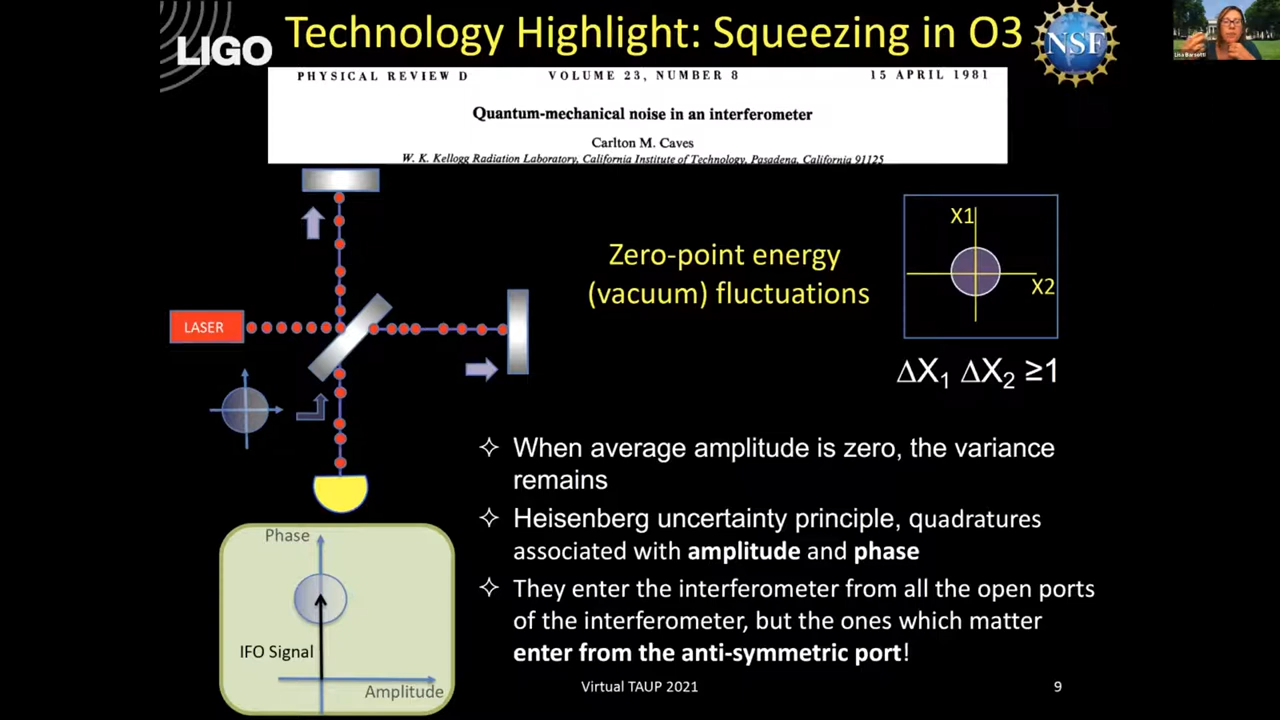 LIGO
Technology Highlight: Squeezing in O3
NSF
Lisa Barsotti
PHYSICAL REVIEW D VOLUME 23, NUMBER 8 15 APRIL 1981
Quantum-mechanical noise in an interferometer
Carlton M. Caves
W. K. Kellogg Radiation Laboratory, California Institute of Technology, Pasadena, California 91125
LASER
Zero-point energy
(vacuum) fluctuations
X1
X2
ΔX₁ ΔX₂ ≥1
✧ When average amplitude is zero, the variance
remains
✧ Heisenberg uncertainty principle, quadratures
associated with amplitude and phase
✧ They enter the interferometer from all the open ports
of the interferometer, but the ones which matter
enter from the anti-symmetric port!
Phase
IFO Signal
Amplitude
Virtual TAUP 2021
9